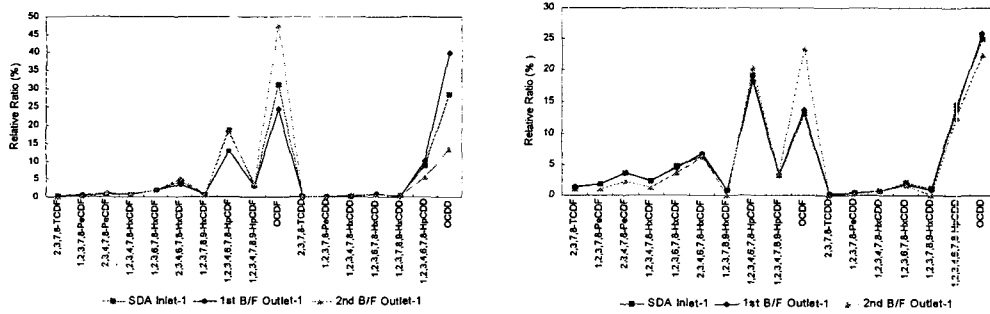 Relative Ratio (%)
50
45
40
35
30
25
20
15
10
5
0
2,3,7,8-TCDF
1,2,3,7,8-PeCDF
2,3,4,7,8-PeCDF
1,2,3,4,7,8-HxCDF
1,2,3,6,7,8-HxCDF
2,3,4,6,7,8-HxCDF
1,2,3,7,8,9-HxCDF
1,2,3,4,6,7,8-HpCDF
1,2,3,4,7,8,9-HpCDF
OCDF
2,3,7,8-TCDD
1,2,3,7,8-PeCDD
1,2,3,4,7,8-HxCDD
1,2,3,6,7,8-HxCDD
1,2,3,7,8,9-HxCDD
1,2,3,4,6,7,8-HpCDD
OCDD
SDA Inlet-1 1st B/F Outlet-1 2nd B/F Outlet-1
Relative Ratio (%)
30
25
20
15
10
5
0
2,3,7,8-TCDF
1,2,3,7,8-PeCDF
2,3,4,7,8-PeCDF
1,2,3,4,7,8-HxCDF
1,2,3,6,7,8-HxCDF
2,3,4,6,7,8-HxCDF
1,2,3,7,8,9-HxCDF
1,2,3,4,6,7,8-HpCDF
1,2,3,4,7,8,9-HpCDF
OCDF
2,3,7,8-TCDD
1,2,3,7,8-PeCDD
1,2,3,4,7,8-HxCDD
1,2,3,6,7,8-HxCDD
1,2,3,7,8,9-HxCDD
1,2,3,4,6,7,8-HpCDD
OCDD
SDA Inlet-1 1st B/F Outlet-1 2nd B/F Outlet-1